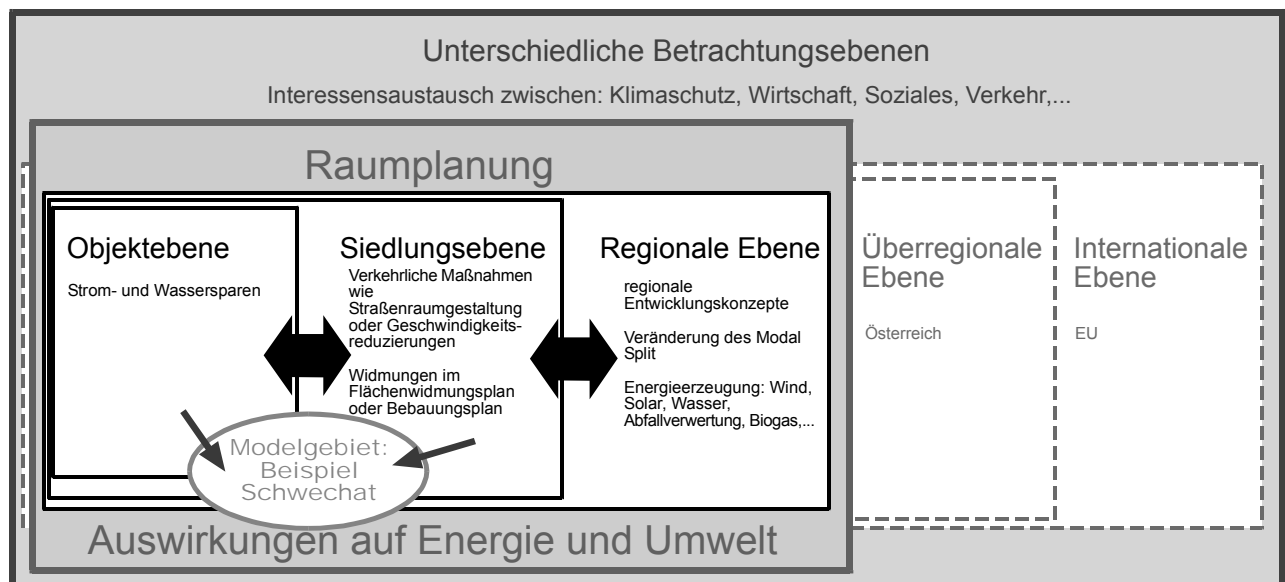 Unterschiedliche Betrachtungsebenen
Interessensaustausch zwischen: Klimaschutz, Wirtschaft, Soziales, Verkehr,...
Raumplanung
Objektebene
Strom- und Wassersparen
Siedlungsebene
Verkehrliche Maßnahmen
wie
Straßenraumgestaltung
oder Geschwindigkeits-
reduzierungen
Widmungen im
Flächenwidmungsplan
oder Bebauungsplan
Regionale Ebene
regionale
Entwicklungskonzepte
Veränderung des Modal
Split
Energieerzeugung: Wind,
Solar, Wasser,
Abfallverwertung, Biogas,...
Überregionale
Ebene
Österreich
Internationale
Ebene
EU
Modelgebiet:
Beispiel
Schwechat
Auswirkungen auf Energie und Umwelt